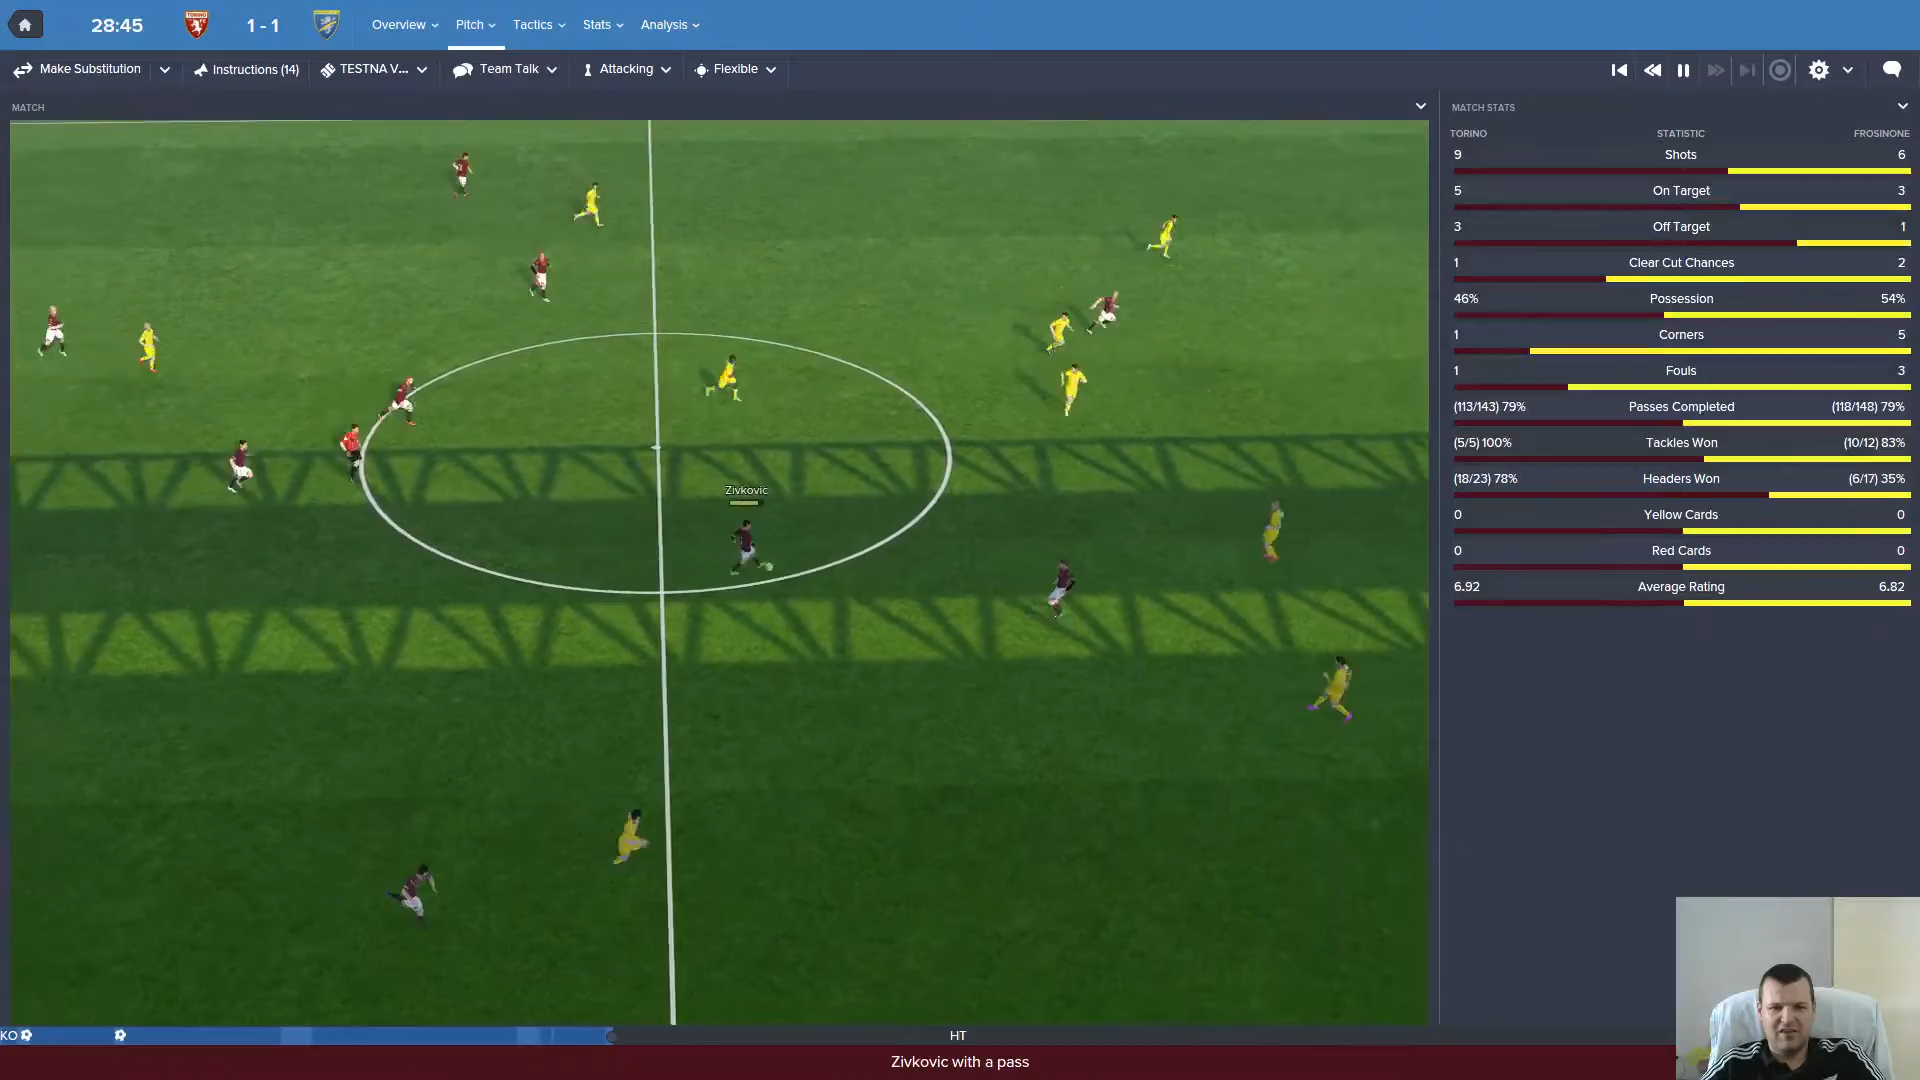 28:45
TORINO FC
1 - 1
Overview
Pitch
Tactics
Stats
Analysis
Make Substitution
Instructions (14)
TESTNA V...
Team Talk
Attacking
Flexible
MATCH
MATCH STATS
TORINO STATISTIC FROSINONE
9 Shots 6
5 On Target 3
3 Off Target 1
1 Clear Cut Chances 2
46% Possession 54%
1 Corners 5
1 Fouls 3
(113/143) 79% Passes Completed (118/148) 79%
(5/5) 100% Tackles Won (10/12) 83%
(18/23) 78% Headers Won (6/17) 35%
0 Yellow Cards 0
0 Red Cards 0
6.92 Average Rating 6.82
Zivkovic
KO
HT
Zivkovic with a pass